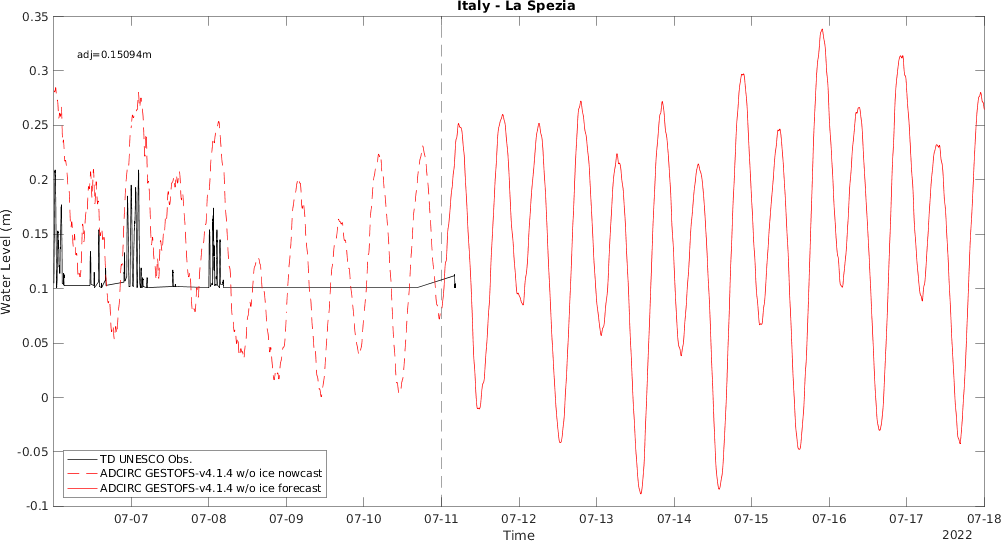 Italy - La Spezia
adj=0.15094m
Water Level (m)
0.35
0.3
0.25
0.2
0.15
0.1
0.05
0
-0.05
-0.1
TD UNESCO Obs.
ADCIRC GESTOFS-v4.1.4 w/o ice nowcast
ADCIRC GESTOFS-v4.1.4 w/o ice forecast
07-07 07-08 07-09 07-10 07-11 07-12 07-13 07-14 07-15 07-16 07-17 07-18
Time
2022